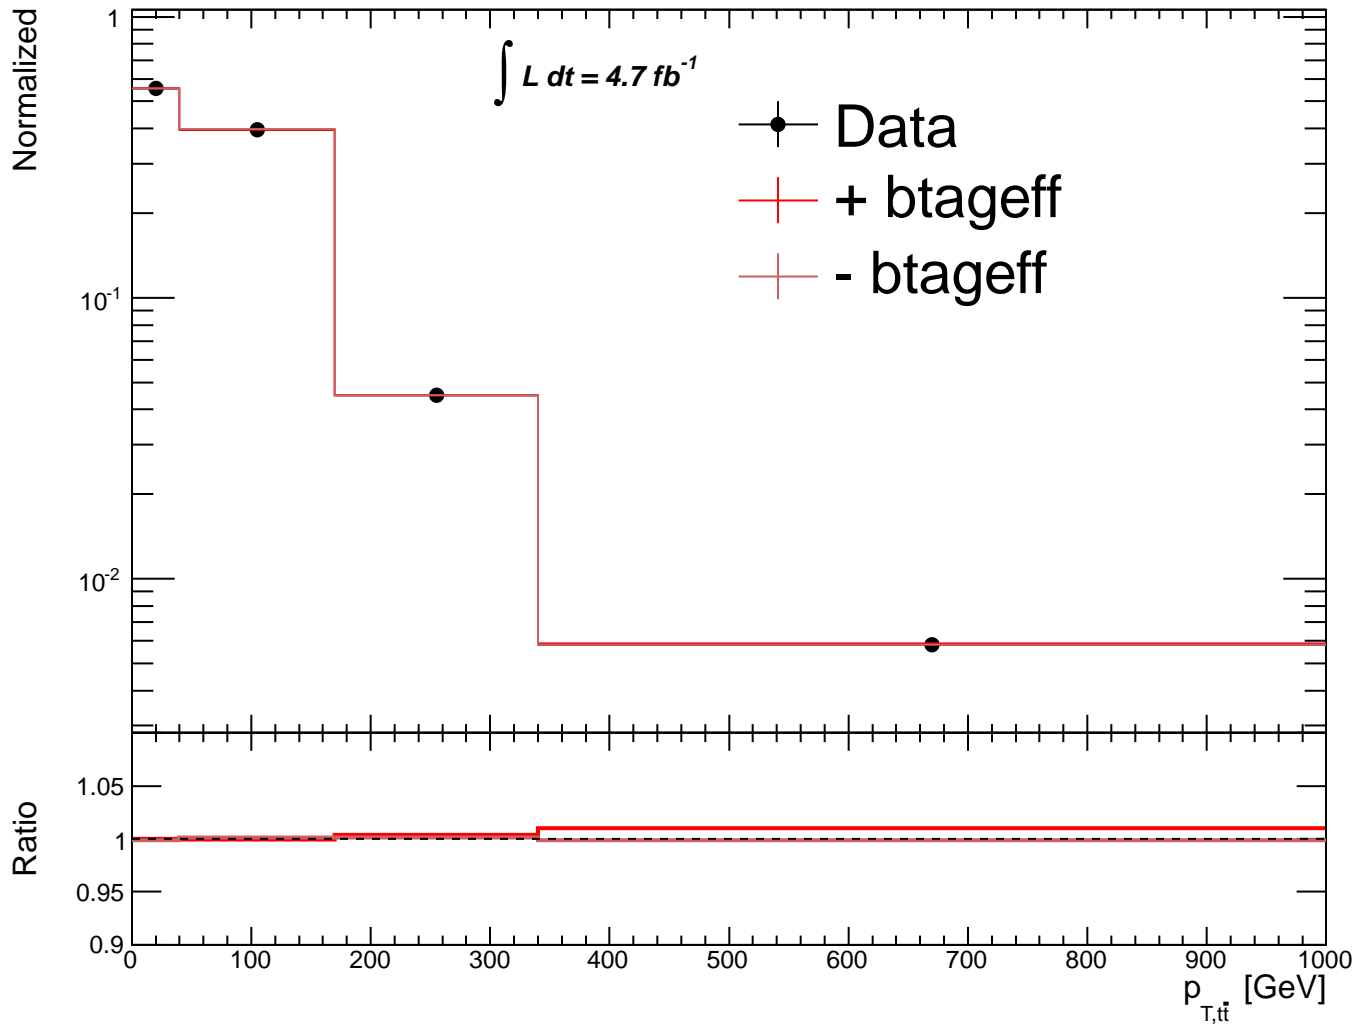 Normalized
1
10⁻¹
10⁻²
∫ L dt = 4.7 fb⁻¹
Data
+ btageff
- btageff
Ratio
1.05
1
0.95
0.9
0 100 200 300 400 500 600 700 800 900 1000
p_T,tt̄ [GeV]